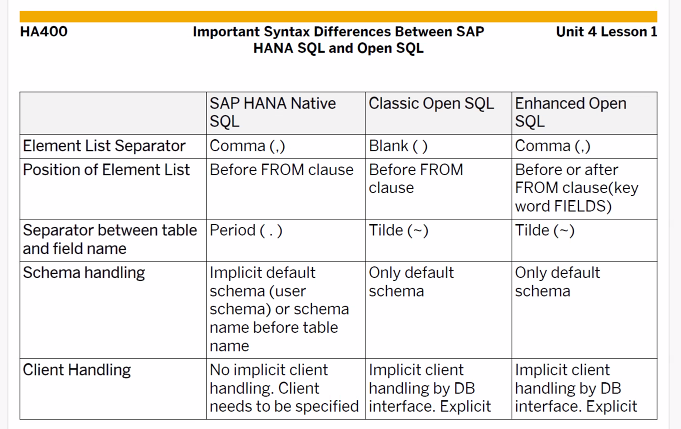 HA400
Important Syntax Differences Between SAP
HANA SQL and Open SQL
Unit 4 Lesson 1
SAP HANA Native
SQL
Classic Open SQL
Enhanced Open
SQL
Element List Separator
Comma (,)
Blank ( )
Comma (,)
Position of Element List
Before FROM clause
Before FROM
clause
Before or after
FROM clause(key
word FIELDS)
Separator between table
and field name
Period ( . )
Tilde (~)
Tilde (~)
Schema handling
Implicit default
schema (user
schema) or schema
name before table
name
Only default
schema
Only default
schema
Client Handling
No implicit client
handling. Client
needs to be specified
Implicit client
handling by DB
interface. Explicit
Implicit client
handling by DB
interface. Explicit